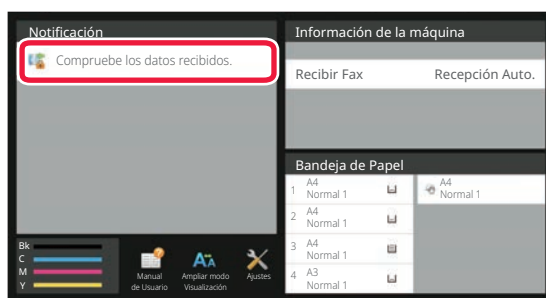 Notificación
Compruebe los datos recibidos.
Información de la máquina
Recibir Fax Recepción Auto.
Bandeja de Papel
1 A4
Normal 1
A4
Normal 1
2 A4
Normal 1
3 A4
Normal 1
4 A3
Normal 1
Bk
C
M
Y
Manual
de Usuario
Ampliar modo
Visualización
Ajustes